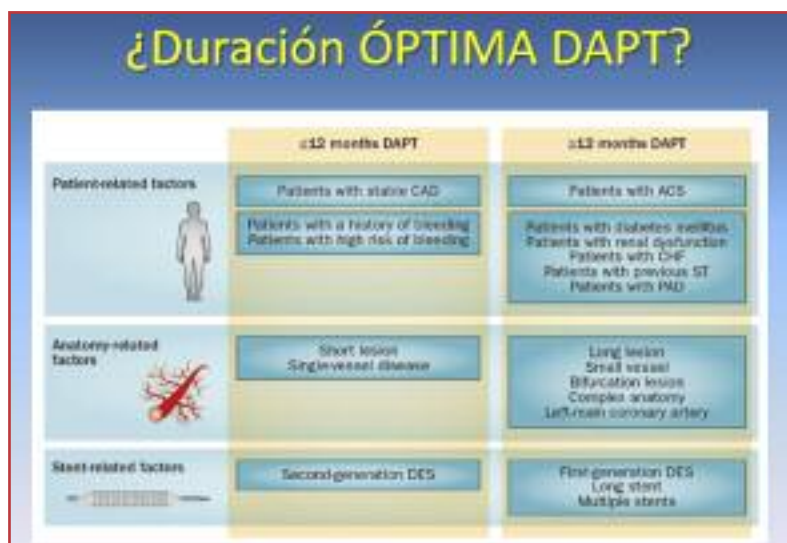 ¿Duración ÓPTIMA DAPT?
≤12 months DAPT
≥12 months DAPT
Patient-related factors
Patients with stable CAD
Patients with a history of bleeding
Patients with high risk of bleeding
Patients with ACS
Patients with diabetes mellitus
Patients with renal dysfunction
Patients with CHF
Patients with previous ST
Patients with PAD
Anatomy-related
factors
Short lesion
Single-vessel disease
Long lesion
Small vessel
Bifurcation lesion
Complex anatomy
Left-main coronary artery
Stent-related factors
Second-generation DES
First-generation DES
Long stent
Multiple stents